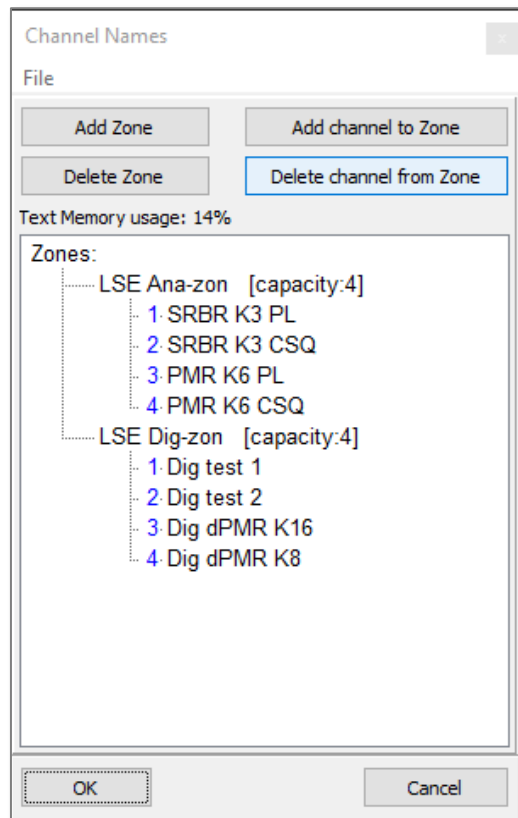 Channel Names
x
File
Add Zone
Add channel to Zone
Delete Zone
Delete channel from Zone
Text Memory usage: 14%
Zones:
LSE Ana-zon [capacity:4]
1 SRBR K3 PL
2 SRBR K3 CSQ
3 PMR K6 PL
4 PMR K6 CSQ
LSE Dig-zon [capacity:4]
1 Dig test 1
2 Dig test 2
3 Dig dPMR K16
4 Dig dPMR K8
OK
Cancel